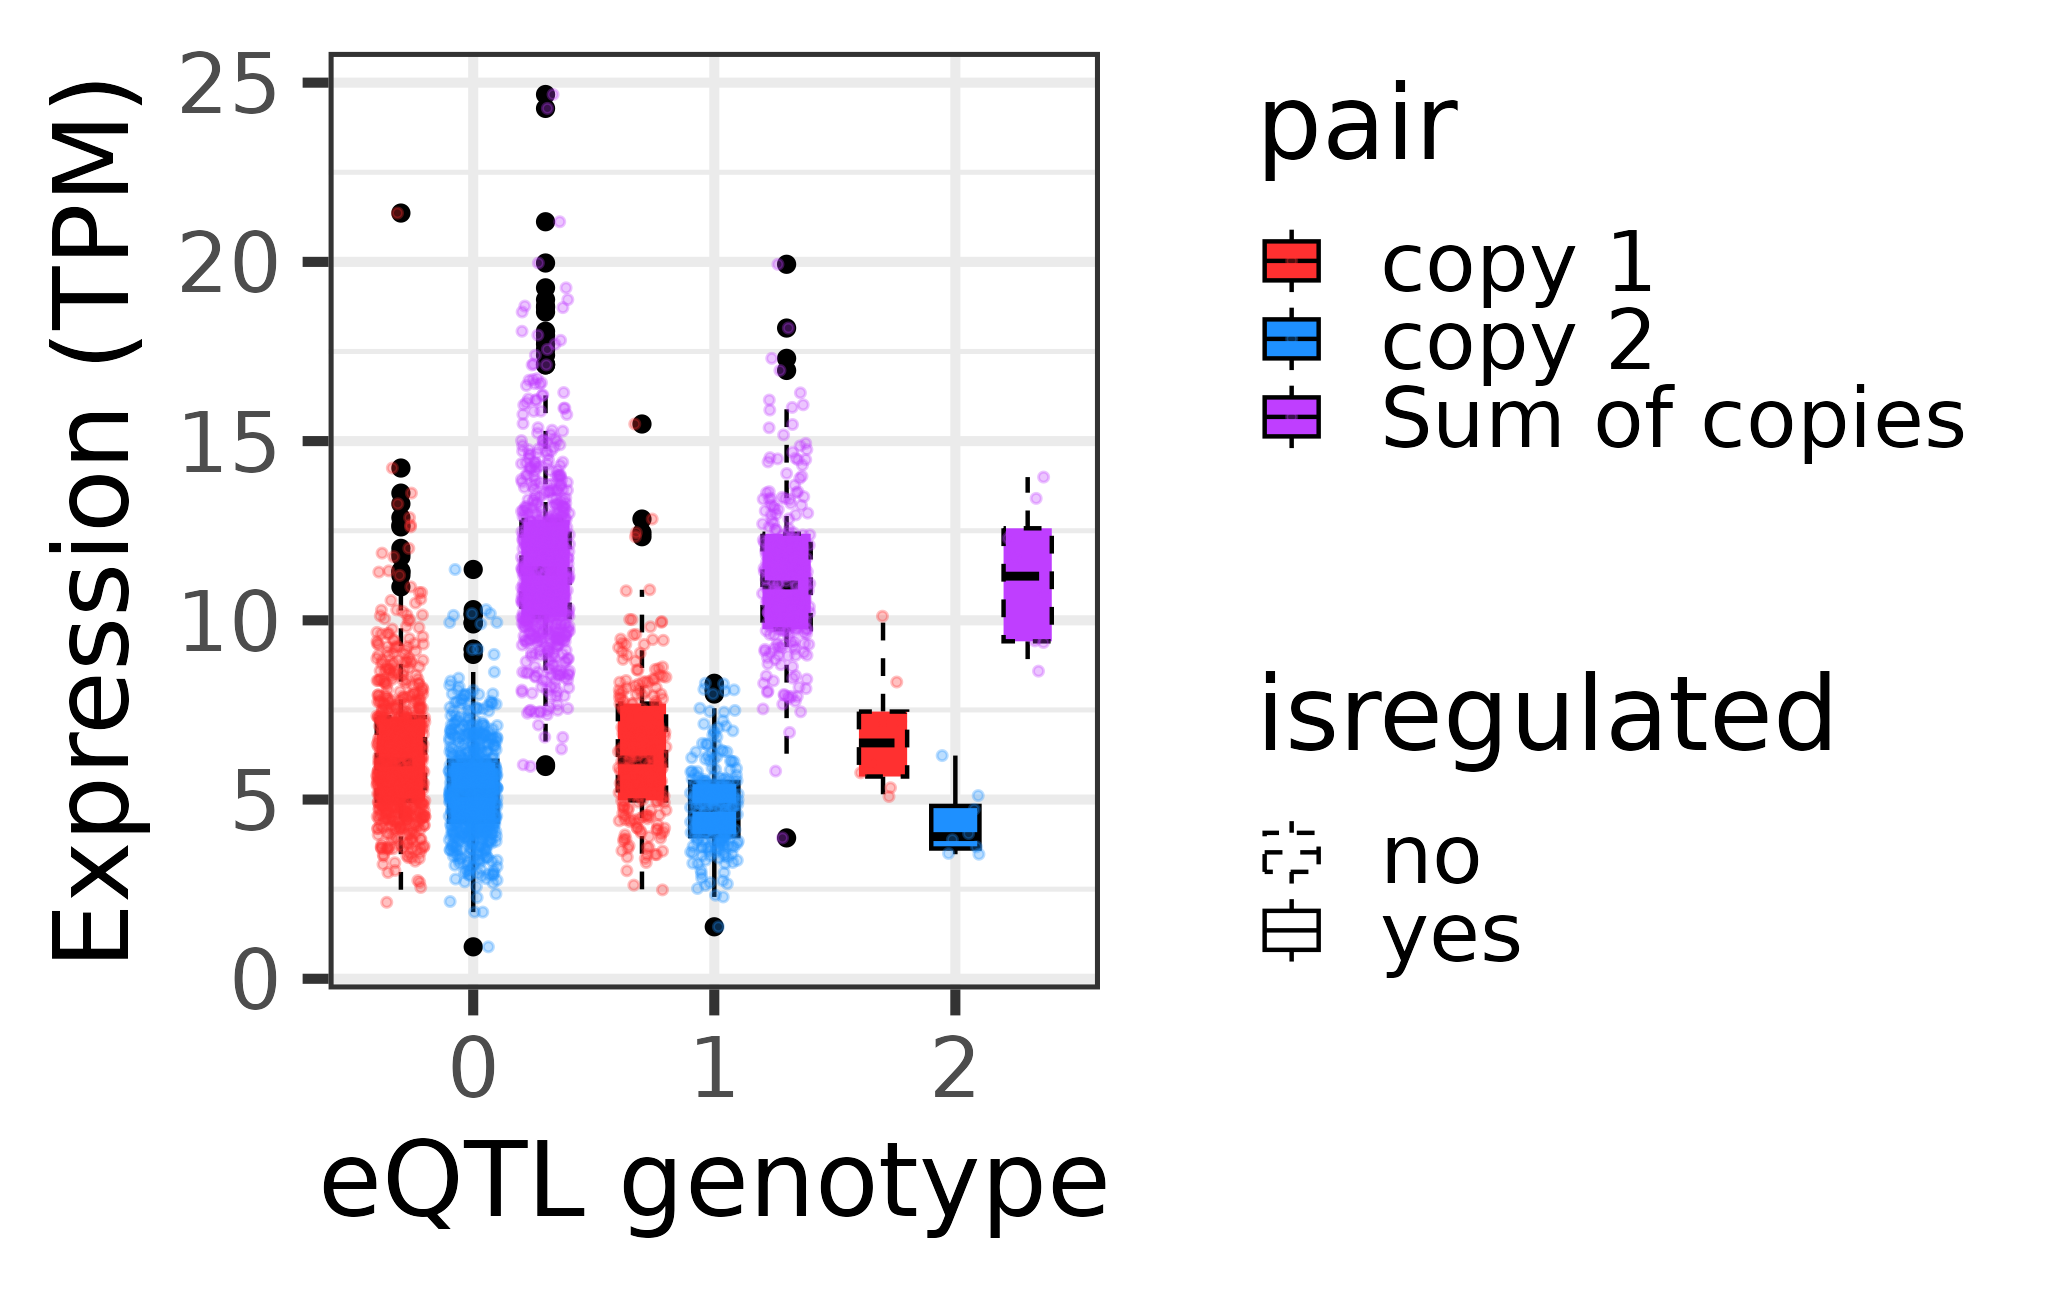 Expression (TPM)
25
20
15
10
5
0
0 1 2
eQTL genotype
pair
copy 1
copy 2
Sum of copies
isregulated
no
yes